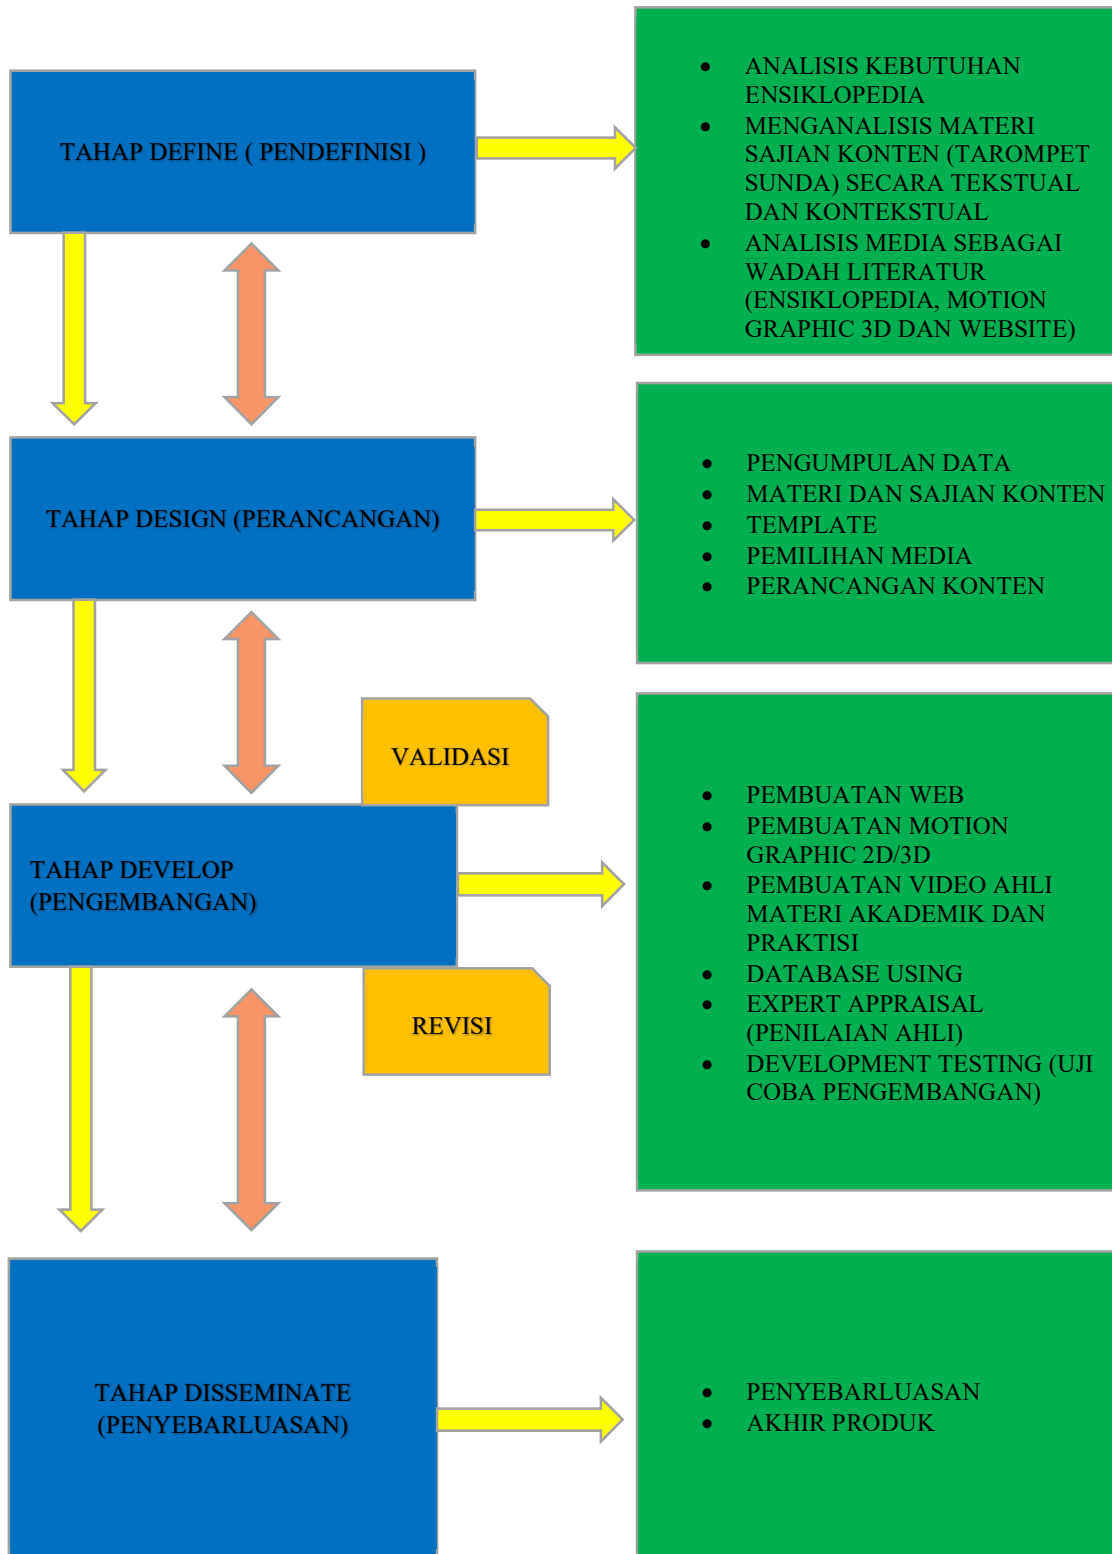 TAHAP DEFINE ( PENDEFINISI )
• ANALISIS KEBUTUHAN
ENSIKLOPEDIA
• MENGANALISIS MATERI
SAJIAN KONTEN (TAROMPET
SUNDA) SECARA TEKSTUAL
DAN KONTEKSTUAL
• ANALISIS MEDIA SEBAGAI
WADAH LITERATUR
(ENSIKLOPEDIA, MOTION
GRAPHIC 3D DAN WEBSITE)
TAHAP DESIGN (PERANCANGAN)
• PENGUMPULAN DATA
• MATERI DAN SAJIAN KONTEN
• TEMPLATE
• PEMILIHAN MEDIA
• PERANCANGAN KONTEN
VALIDASI
TAHAP DEVELOP
(PENGEMBANGAN)
REVISI
• PEMBUATAN WEB
• PEMBUATAN MOTION
GRAPHIC 2D/3D
• PEMBUATAN VIDEO AHLI
MATERI AKADEMIK DAN
PRAKTISI
• DATABASE USING
• EXPERT APPRAISAL
(PENILAIAN AHLI)
• DEVELOPMENT TESTING (UJI
COBA PENGEMBANGAN)
TAHAP DISSEMINATE
(PENYEBARLUASAN)
• PENYEBARLUASAN
• AKHIR PRODUK